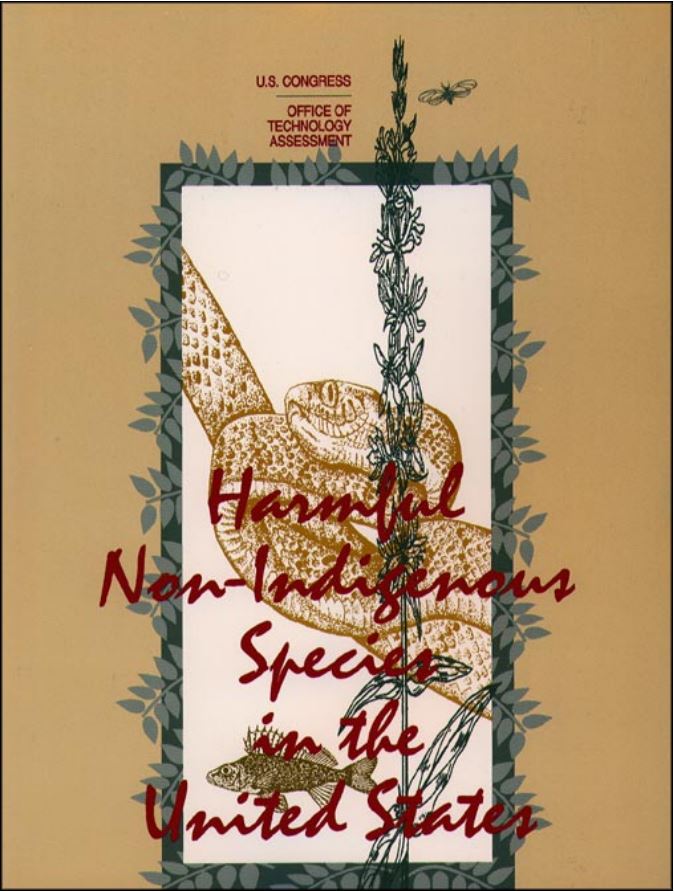 U.S. CONGRESS
OFFICE OF
TECHNOLOGY
ASSESSMENT
Harmful
Non-Indigenous
Species
in the
United States